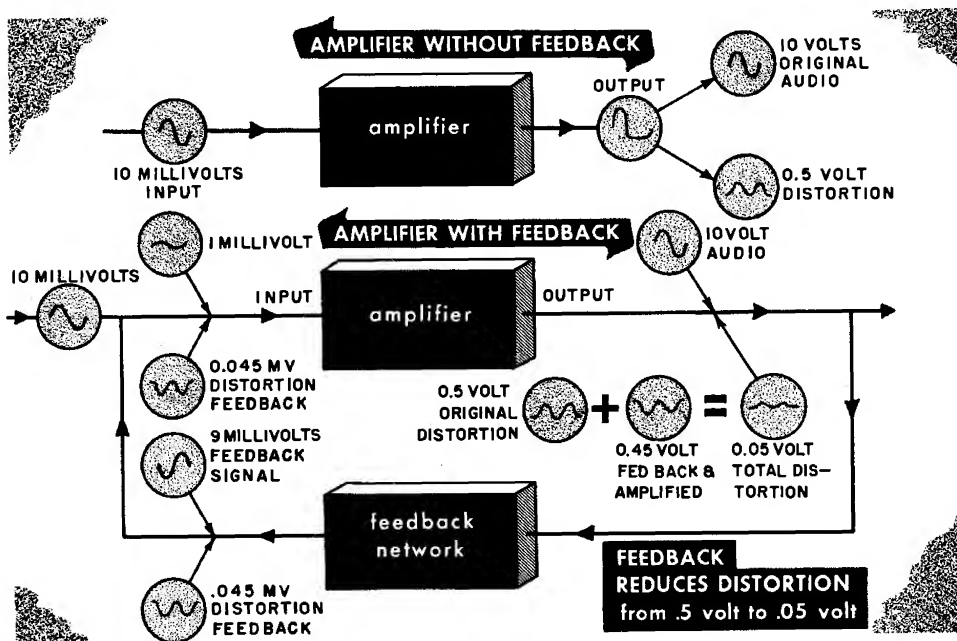 AMPLIFIER WITHOUT FEEDBACK
10 VOLTS
ORIGINAL
AUDIO
OUTPUT
amplifier
10 MILLIVOLTS
INPUT
0.5 VOLT
DISTORTION
AMPLIFIER WITH FEEDBACK
1 MILLIVOLT
10 VOLT
AUDIO
10 MILLIVOLTS
INPUT
amplifier
OUTPUT
0.045 MV
DISTORTION
FEEDBACK
0.5 VOLT
ORIGINAL
DISTORTION
+
=
0.45 VOLT
FED BACK &
AMPLIFIED
0.05 VOLT
TOTAL DIS-
TORTION
9 MILLIVOLTS
FEEDBACK
SIGNAL
feedback
network
.045 MV
DISTORTION
FEEDBACK
FEEDBACK
REDUCES DISTORTION
from .5 volt to .05 volt